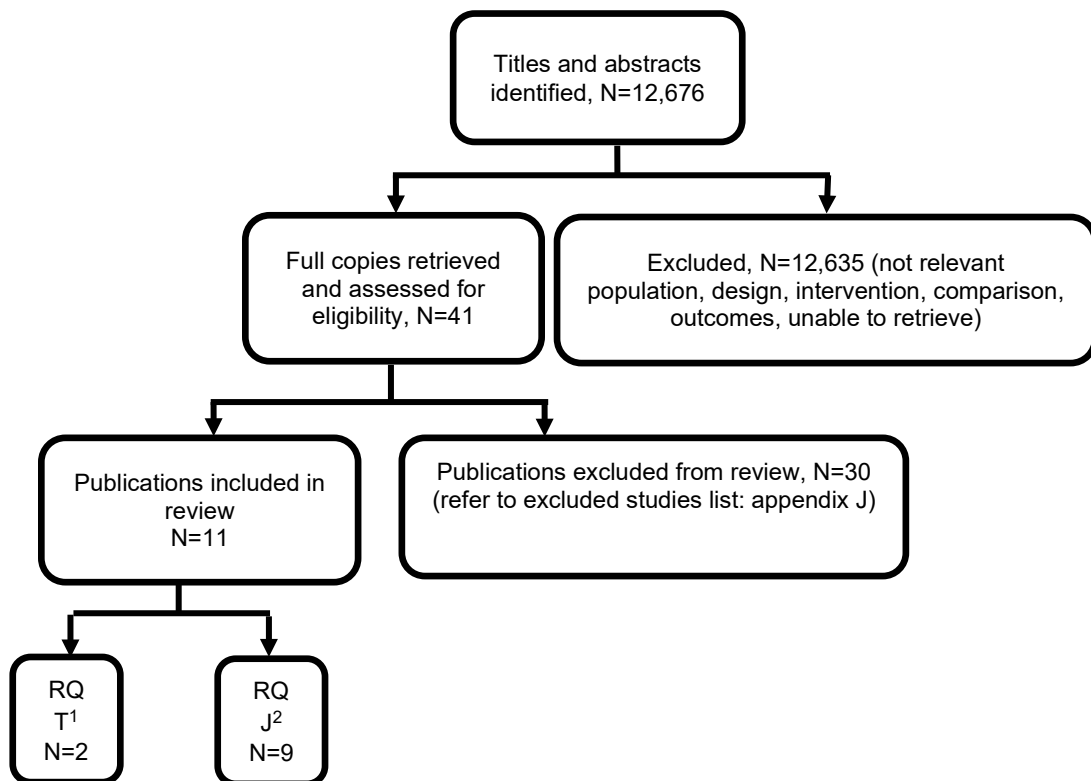 Titles and abstracts
identified, N=12,676
Full copies retrieved
and assessed for
eligibility, N=41
Excluded, N=12,635 (not relevant
population, design, intervention, comparison,
outcomes, unable to retrieve)
Publications included in
review
N=11
Publications excluded from review, N=30
(refer to excluded studies list: appendix J)
RQ
T¹
N=2
RQ
J²
N=9